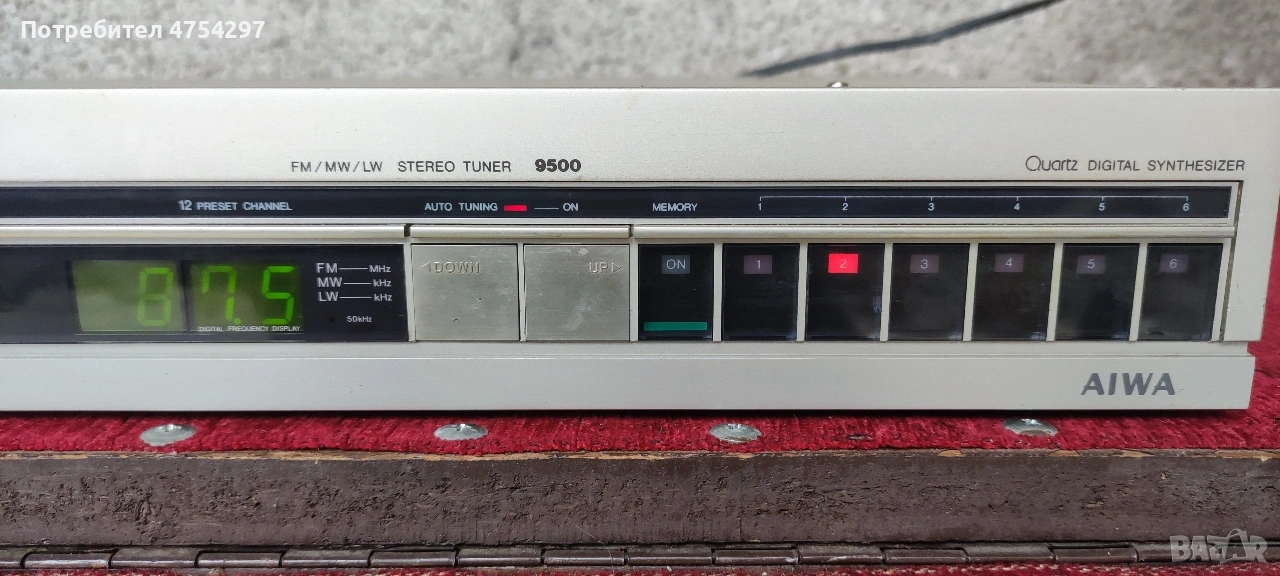 Потребител 4754297
FM/MW/LW STEREO TUNER 9500
Quartz DIGITAL SYNTHESIZER
12 PRESET CHANNEL
AUTO TUNING ON
MEMORY 1 2 3 4 5 6
87.5
DIGITAL FREQUENCY DISPLAY
FM MHz
MW kHz
LW kHz
50kHz
DOWN
UP
ON 1 2 3 4 5 6
AIWA
BAZAR